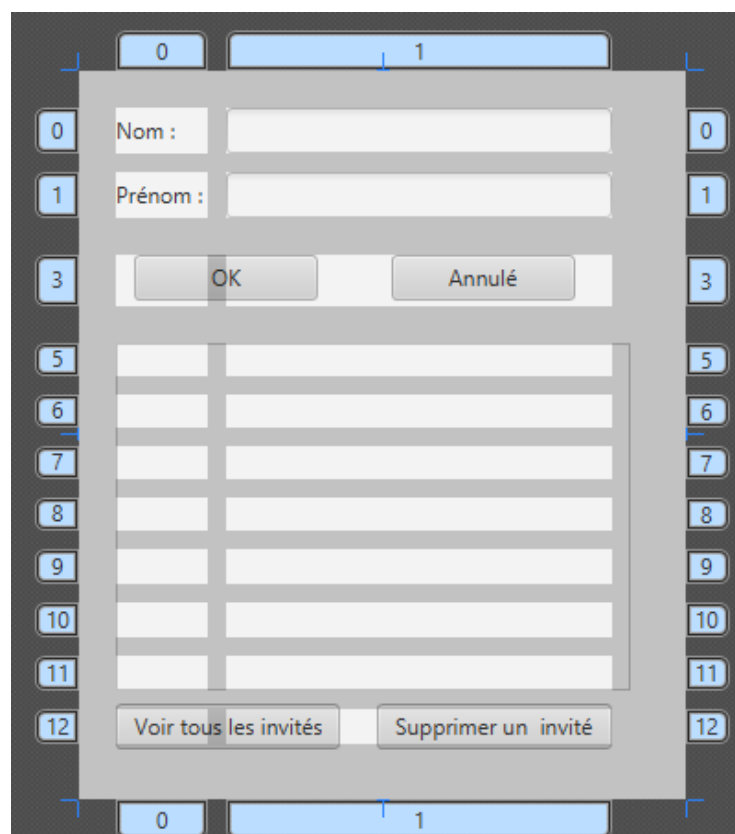 0 1
0 Nom : 0
1 Prénom : 1
3 OK Annulé 3
5 5
6 6
7 7
8 8
9 9
10 10
11 11
12 Voir tous les invités Supprimer un  invité 12
0 1